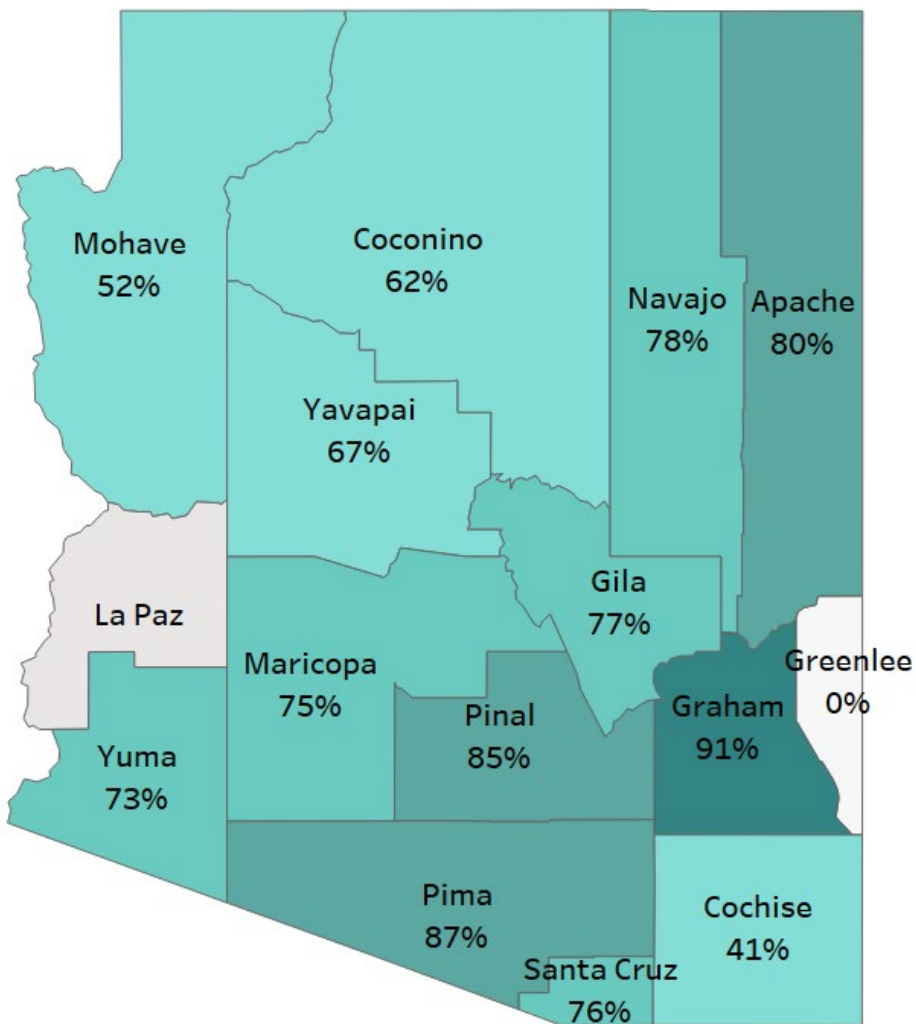 Mohave
52%
Coconino
62%
Navajo
78%
Apache
80%
Yavapai
67%
Gila
77%
La Paz
Maricopa
75%
Pinal
85%
Graham
91%
Greenlee
0%
Yuma
73%
Pima
87%
Cochise
41%
Santa Cruz
76%